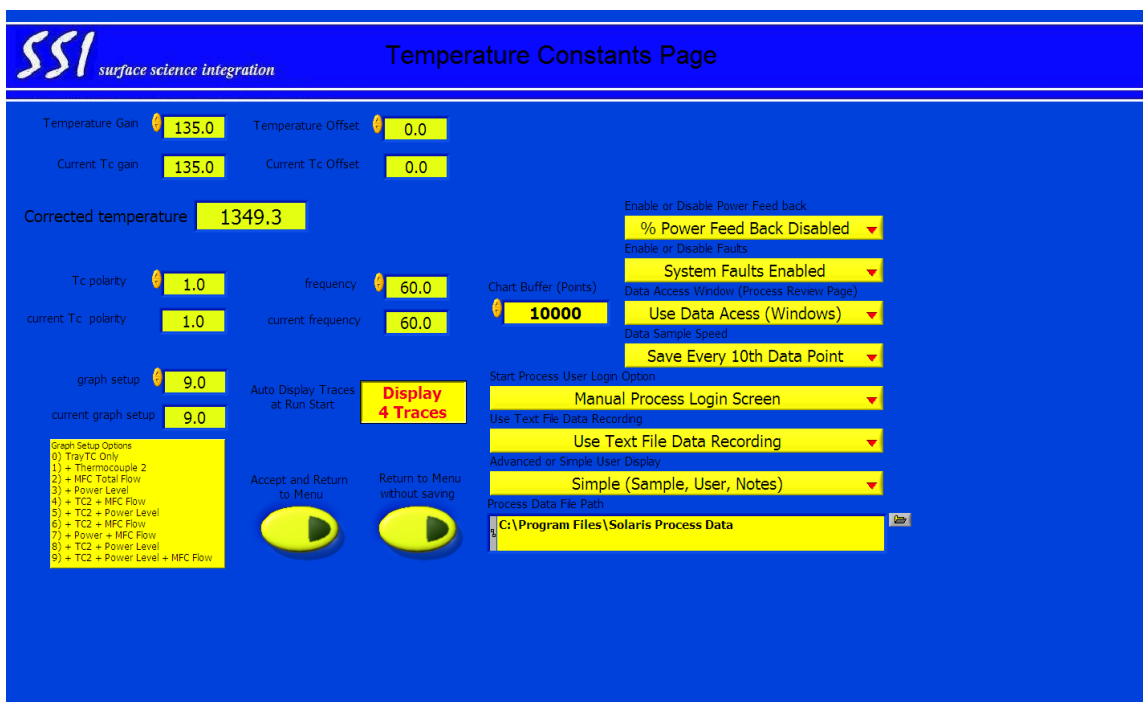 SSI surface science integration
Temperature Constants Page
Temperature Gain 135.0 Temperature Offset 0.0
Current Tc gain 135.0 Current Tc Offset 0.0
Corrected temperature 1349.3
Tc polarity 1.0 frequency 60.0
current Tc polarity 1.0 current frequency 60.0
graph setup 9.0
current graph setup 9.0
Auto Display Traces
at Run Start
Display
4 Traces
Graph Setup Options
0) TrayTC Only
1) + Thermocouple 2
2) + MFC Total Flow
3) + Power Level
4) + TC2 + MFC Flow
5) + TC2 + Power Level
6) + TC2 + MFC Flow
7) + Power + MFC Flow
8) + TC2 + Power Level
9) + TC2 + Power Level + MFC Flow
Accept and Return
to Menu
Return to Menu
without saving
Chart Buffer (Points)
10000
Enable or Disable Power Feed back
% Power Feed Back Disabled
Enable or Disable Faults
System Faults Enabled
Data Access Window (Process Review Page)
Use Data Acess (Windows)
Data Sample Speed
Save Every 10th Data Point
Start Process User Login Option
Manual Process Login Screen
Use Text File Data Recording
Use Text File Data Recording
Advanced or Simple User Display
Simple (Sample, User, Notes)
Process Data File Path
C:\Program Files\Solaris Process Data